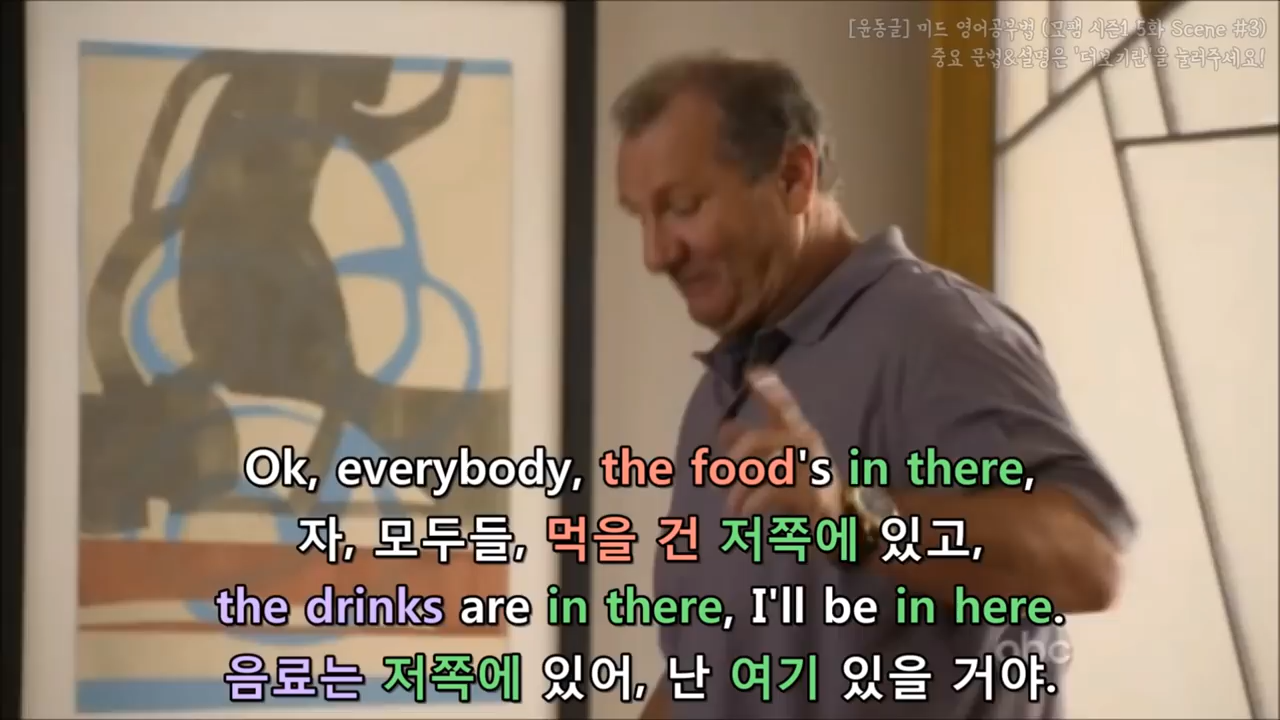 [윤동글] 미드 영어공부법 (모팸 시즌1 5화 Scene #3)
중요 문법&설명은 '더보기란'을 눌러주세요!
Ok, everybody, the food's in there,
자, 모두들, 먹을 건 저쪽에 있고,
the drinks are in there, I'll be in here.
음료는 저쪽에 있어, 난 여기 있을 거야.
abc